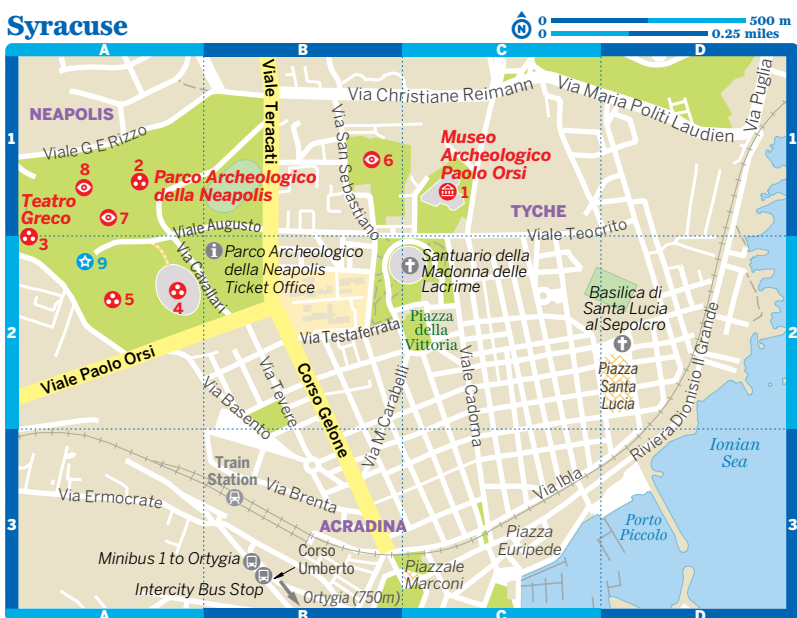 Syracuse
N
0 500 m
0 0.25 miles
A B C D
1 1
2 2
3 3
A B C D
NEAPOLIS
Viale G E Rizzo
Viale Teracati
Via Christiane Reimann
Via Maria Politi Laudien
Via Puglia
Via San Sebastiano
6
Museo
Archeologico
Paolo Orsi
1
8
2
Parco Archeologico
della Neapolis
Teatro
Greco
3
7
TYCHE
Viale Augusto
Viale Teocrito
Via Cavallari
9
Parco Archeologico
della Neapolis
Ticket Office
Santuario della
Madonna delle
Lacrime
5
4
Basilica di
Santa Lucia
al Sepolcro
Piazza
della
Vittoria
Via Testaferrata
Viale Paolo Orsi
Piazza
Santa
Lucia
Via Tevere
Corso Gelone
Via Basento
Via M Carabelli
Viale Cadorna
Riviera Dionisio Il Grande
Ionian
Sea
Train
Station
Via Ermocrate
Via Brenta
Via Ibla
ACRADINA
Porto
Piccolo
Piazza
Euripede
Minibus 1 to Ortygia
Corso
Umberto
Intercity Bus Stop
Piazzale
Marconi
Ortygia (750m)